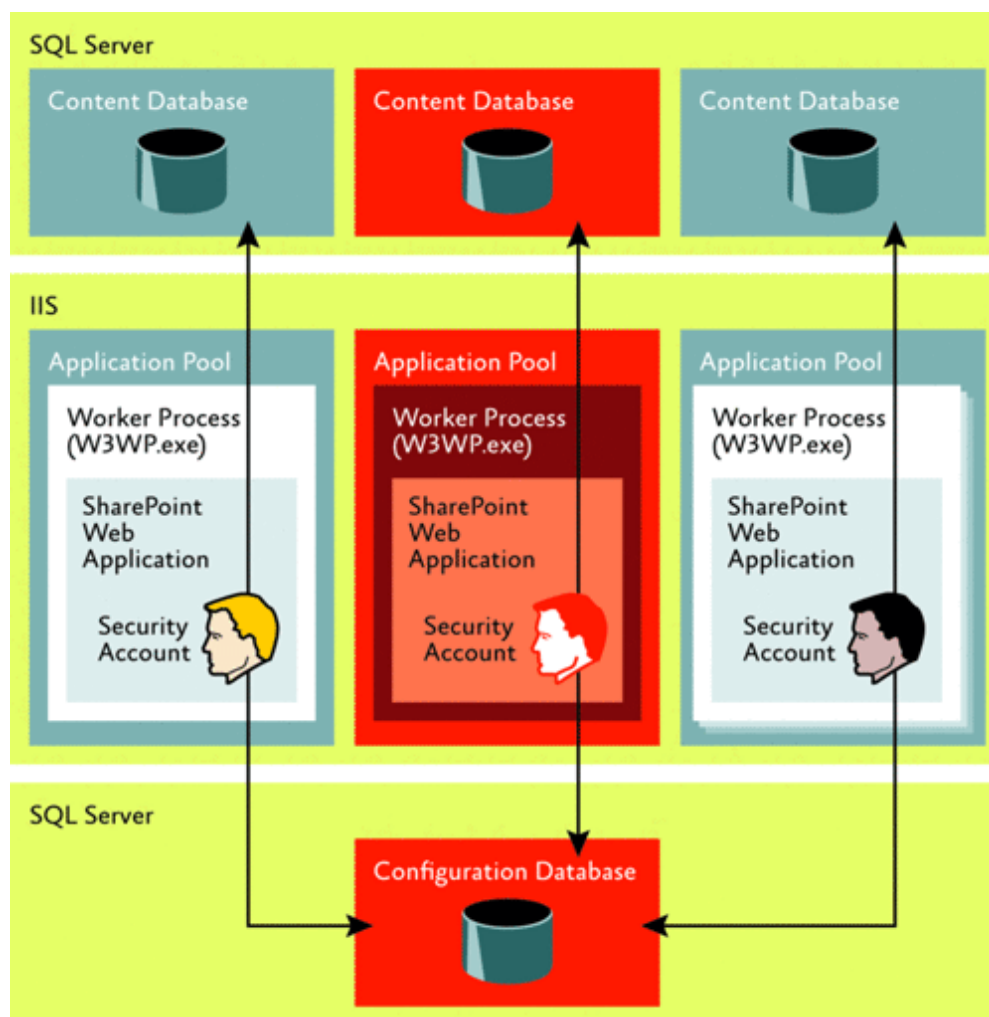 SQL Server
Content Database
Content Database
Content Database
IIS
Application Pool
Application Pool
Application Pool
Worker Process
(W3WP.exe)
Worker Process
(W3WP.exe)
Worker Process
(W3WP.exe)
SharePoint
Web
Application
SharePoint
Web
Application
SharePoint
Web
Application
Security
Account
Security
Account
Security
Account
SQL Server
Configuration Database